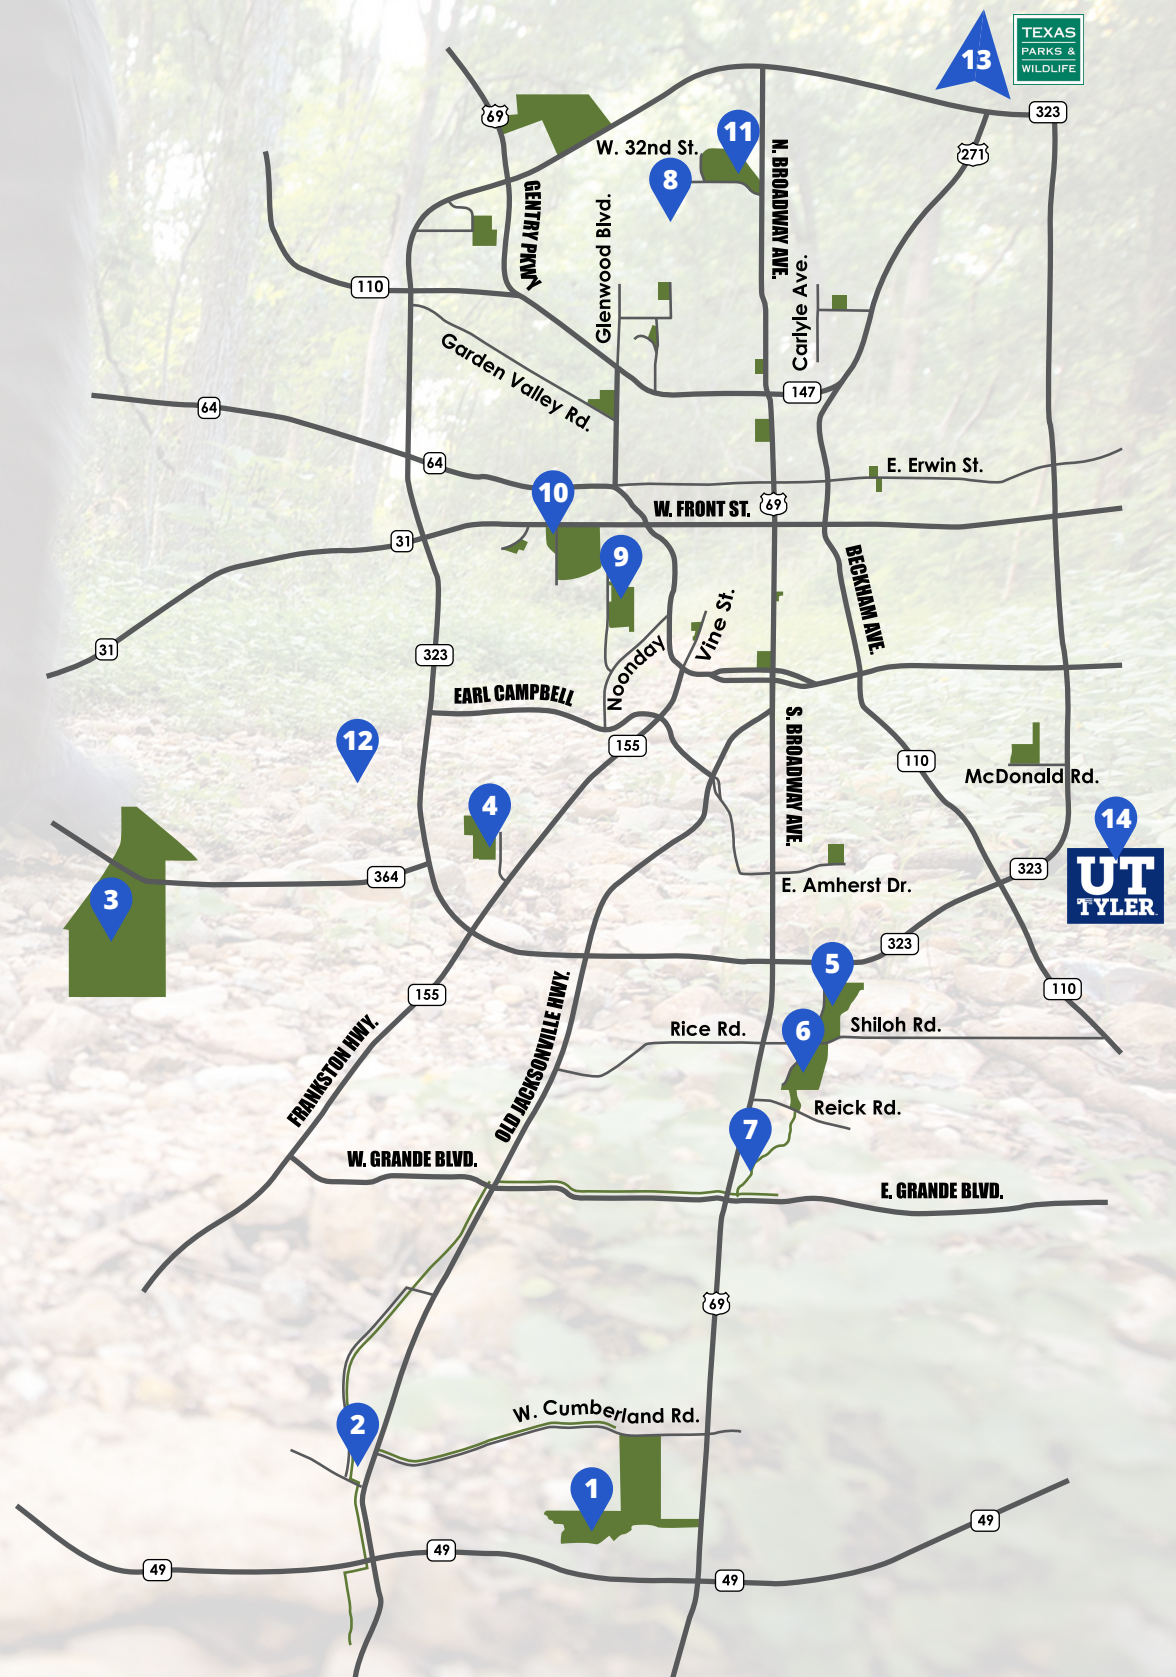 TEXAS
PARKS &
WILDLIFE
13
69
323
11
W. 32nd St.
271
8
N. BROADWAY AVE.
GENTRY PKWY
Glenwood Blvd.
110
Carlyle Ave.
Garden Valley Rd.
147
64
64
E. Erwin St.
10
69
W. FRONT ST.
31
9
BECKHAM AVE.
Vine St.
31
323
Noonday
EARL CAMPBELL
12
155
S. BROADWAY AVE.
110
McDonald Rd.
4
14
364
323
UT
TYLER
E. Amherst Dr.
3
323
5
155
110
6
Rice Rd.
Shiloh Rd.
OLD JACKSONVILLE HWY.
FRANKSTON HWY.
Reick Rd.
7
W. GRANDE BLVD.
E. GRANDE BLVD.
69
2
W. Cumberland Rd.
1
49
49
49
49